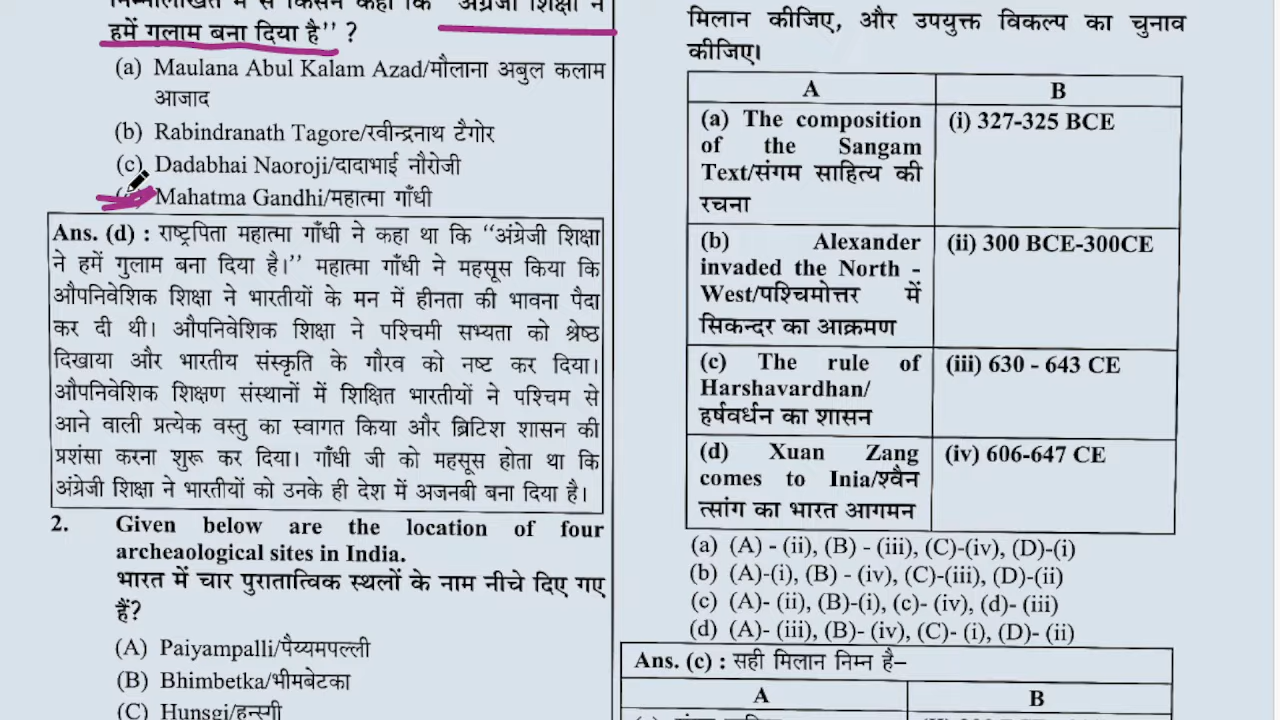 निम्नलिखित में से किसने कहा कि "अंग्रेजी शिक्षा ने
हमें गुलाम बना दिया है'' ?
(a) Maulana Abul Kalam Azad/मौलाना अबुल कलाम
आजाद
(b) Rabindranath Tagore/रवीन्द्रनाथ टैगोर
(c) Dadabhai Naoroji/दादाभाई नौरोजी
Mahatma Gandhi/महात्मा गाँधी
Ans. (d) : राष्ट्रपिता महात्मा गाँधी ने कहा था कि "अंग्रेजी शिक्षा
ने हमें गुलाम बना दिया है।'' महात्मा गाँधी ने महसूस किया कि
औपनिवेशिक शिक्षा ने भारतीयों के मन में हीनता की भावना पैदा
कर दी थी। औपनिवेशिक शिक्षा ने पश्चिमी सभ्यता को श्रेष्ठ
दिखाया और भारतीय संस्कृति के गौरव को नष्ट कर दिया।
औपनिवेशिक शिक्षण संस्थानों में शिक्षित भारतीयों ने पश्चिम से
आने वाली प्रत्येक वस्तु का स्वागत किया और ब्रिटिश शासन की
प्रशंसा करना शुरू कर दिया। गाँधी जी को महसूस होता था कि
अंग्रेजी शिक्षा ने भारतीयों को उनके ही देश में अजनबी बना दिया है।
2. Given below are the location of four
archeaological sites in India.
भारत में चार पुरातात्विक स्थलों के नाम नीचे दिए गए
हैं?
(A) Paiyampalli/पैय्यमपल्ली
(B) Bhimbetka/भीमबेटका
(C) Hunsgi/हुन्स्गी
मिलान कीजिए, और उपयुक्त विकल्प का चुनाव
कीजिए।
A B
(a) The composition (i) 327-325 BCE
of the Sangam
Text/संगम साहित्य की
रचना
(b) Alexander (ii) 300 BCE-300CE
invaded the North -
West/पश्चिमोत्तर में
सिकन्दर का आक्रमण
(c) The rule of (iii) 630 - 643 CE
Harshavardhan/
हर्षवर्धन का शासन
(d) Xuan Zang (iv) 606-647 CE
comes to Inia/श्वैन
त्सांग का भारत आगमन
(a) (A) - (ii), (B) - (iii), (C)-(iv), (D)-(i)
(b) (A)-(i), (B) - (iv), (C)-(iii), (D)-(ii)
(c) (A)- (ii), (B)-(i), (c)- (iv), (d)- (iii)
(d) (A)- (iii), (B)- (iv), (C)- (i), (D)- (ii)
Ans. (c) : सही मिलान निम्न है–
A B